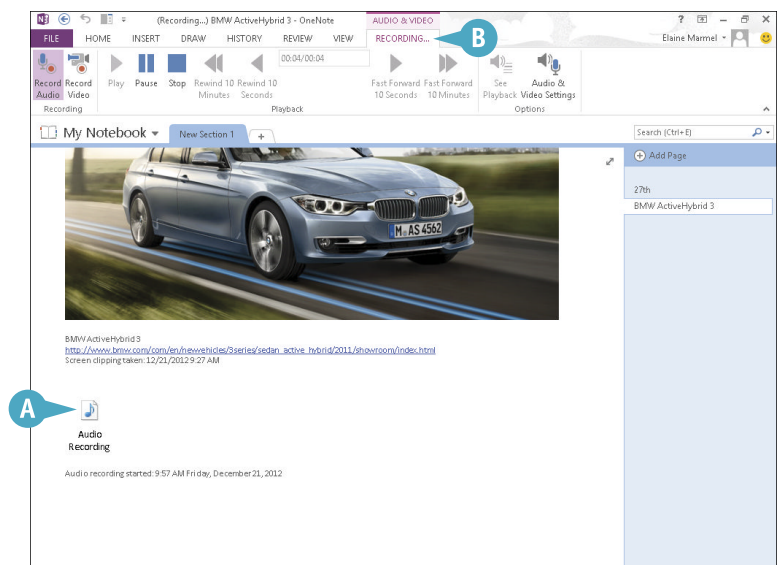 (Recording...) BMW ActiveHybrid 3 - OneNote
AUDIO & VIDEO
?
FILE HOME INSERT DRAW HISTORY REVIEW VIEW RECORDING...
B
Elaine Marmel
00:04/00:04
Record Audio
Record Video
Play
Pause
Stop
Rewind 10 Minutes
Rewind 10 Seconds
Fast Forward 10 Seconds
Fast Forward 10 Minutes
See Playback
Audio & Video Settings
Recording
Playback
Options
My Notebook
New Section 1
Search (Ctrl+E)
Add Page
27th
BMW ActiveHybrid 3
M AS 4562
BMW ActiveHybrid 3
http://www.bmw.com/com/en/newvehicles/3series/sedan_active_hybrid/2011/showroom/index.html
Screen clipping taken: 12/21/2012 9:27 AM
A
Audio
Recording
Audio recording started: 9:57 AM Friday, December 21, 2012